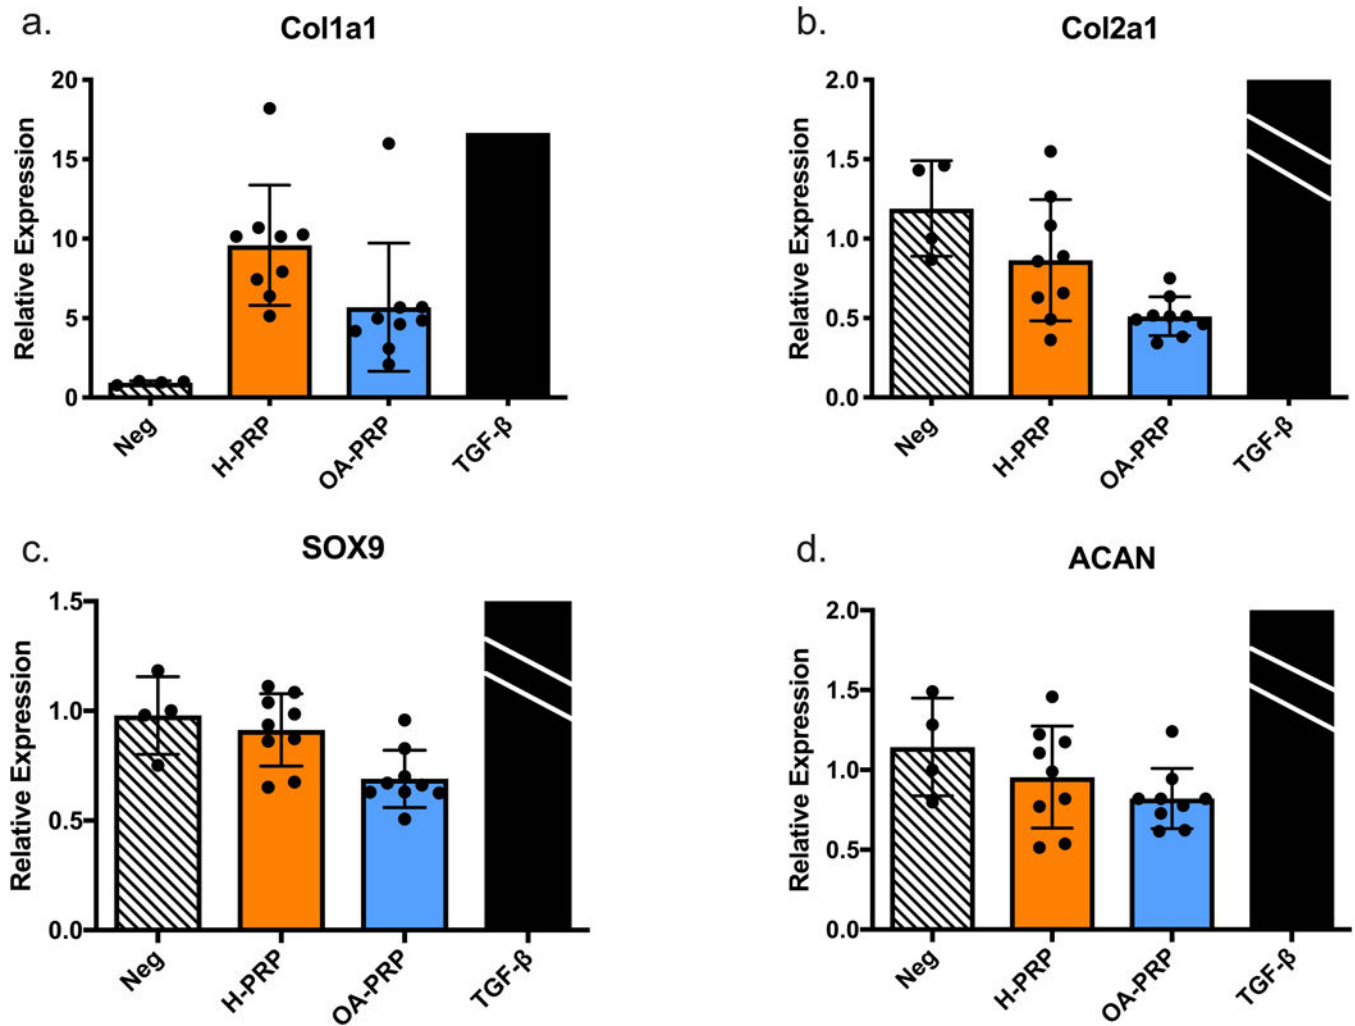 a.
Col1a1
Relative Expression
20
15
10
5
0
Neg
H-PRP
OA-PRP
TGF-β
b.
Col2a1
Relative Expression
2.0
1.5
1.0
0.5
0.0
Neg
H-PRP
OA-PRP
TGF-β
c.
SOX9
Relative Expression
1.5
1.0
0.5
0.0
Neg
H-PRP
OA-PRP
TGF-β
d.
ACAN
Relative Expression
2.0
1.5
1.0
0.5
0.0
Neg
H-PRP
OA-PRP
TGF-β